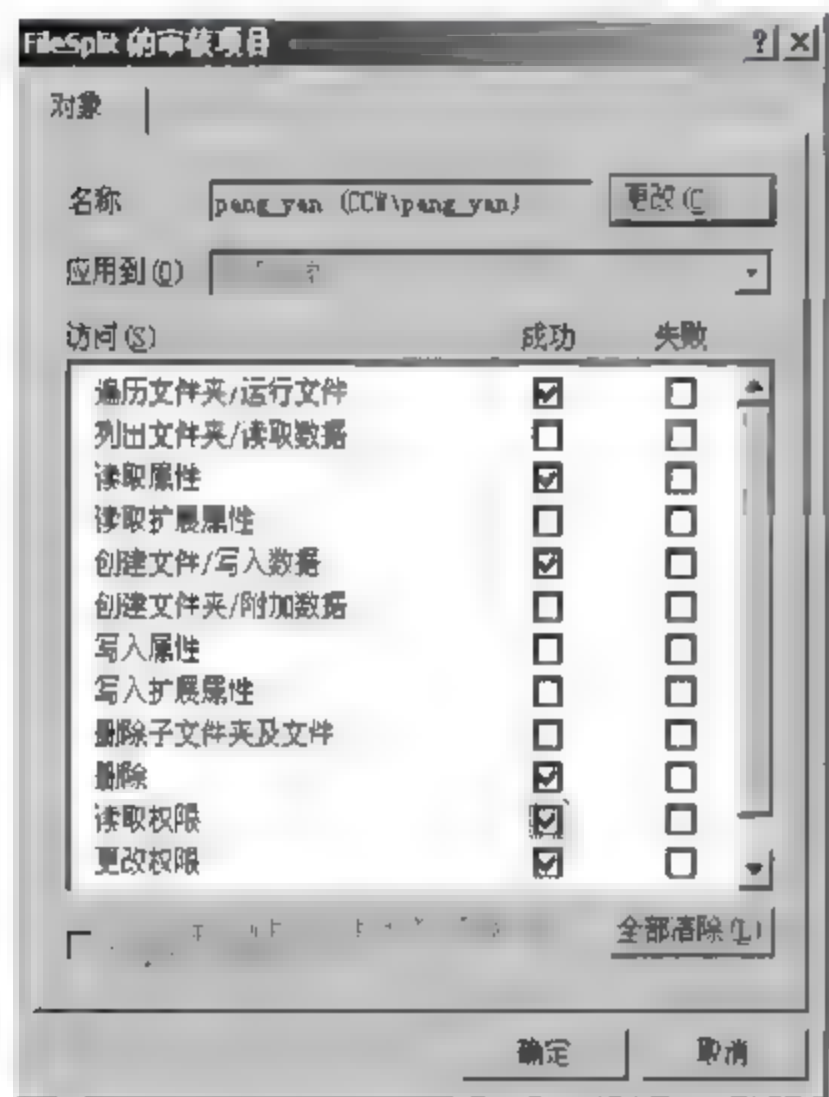 FileSplit 的审核项目
对象
名称 pang_yan (CCW\pang_yan) 更改(C
应用到(O)
访问(S) 成功 失败
遍历文件夹/运行文件
列出文件夹/读取数据
读取属性
读取扩展属性
创建文件/写入数据
创建文件夹/附加数据
写入属性
写入扩展属性
删除子文件夹及文件
删除
读取权限
更改权限
全部清除(L)
确定 取消